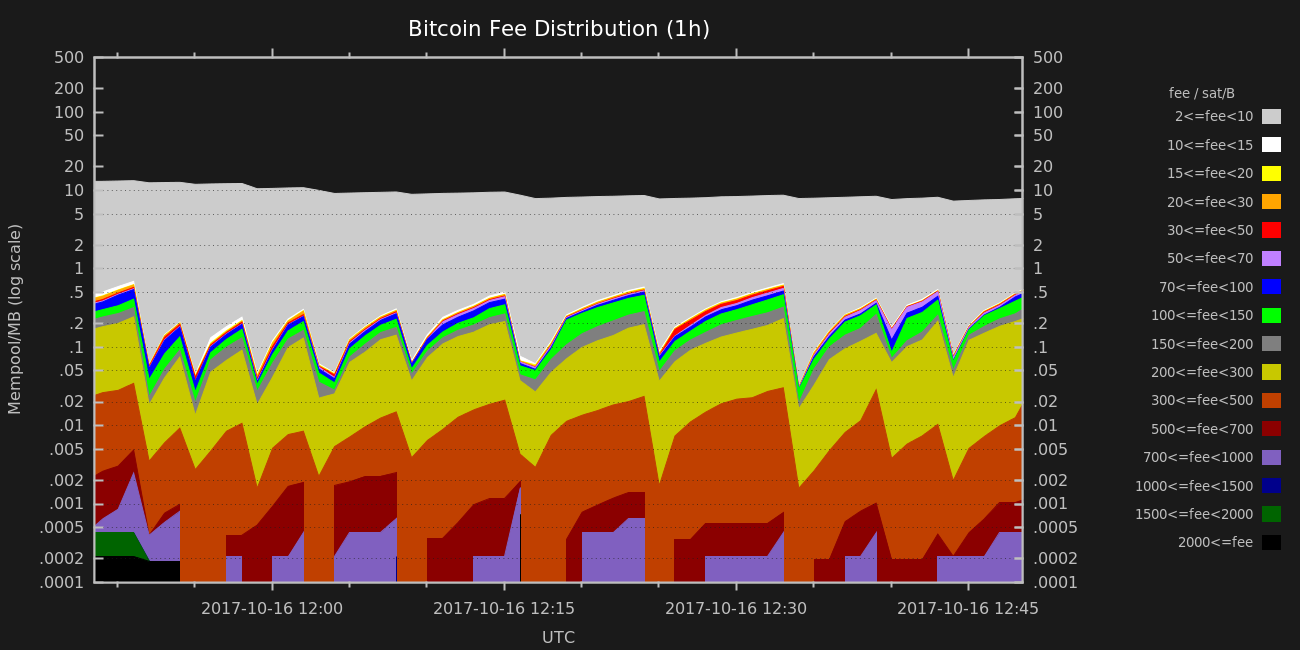 Bitcoin Fee Distribution (1h)
Mempool/MB (log scale)
500
200
100
50
20
10
5
2
1
.5
.2
.1
.05
.02
.01
.005
.002
.001
.0005
.0002
.0001
500
200
100
50
20
10
5
2
1
.5
.2
.1
.05
.02
.01
.005
.002
.001
.0005
.0002
.0001
2017-10-16 12:00
2017-10-16 12:15
2017-10-16 12:30
2017-10-16 12:45
UTC
fee / sat/B
2<=fee<10
10<=fee<15
15<=fee<20
20<=fee<30
30<=fee<50
50<=fee<70
70<=fee<100
100<=fee<150
150<=fee<200
200<=fee<300
300<=fee<500
500<=fee<700
700<=fee<1000
1000<=fee<1500
1500<=fee<2000
2000<=fee